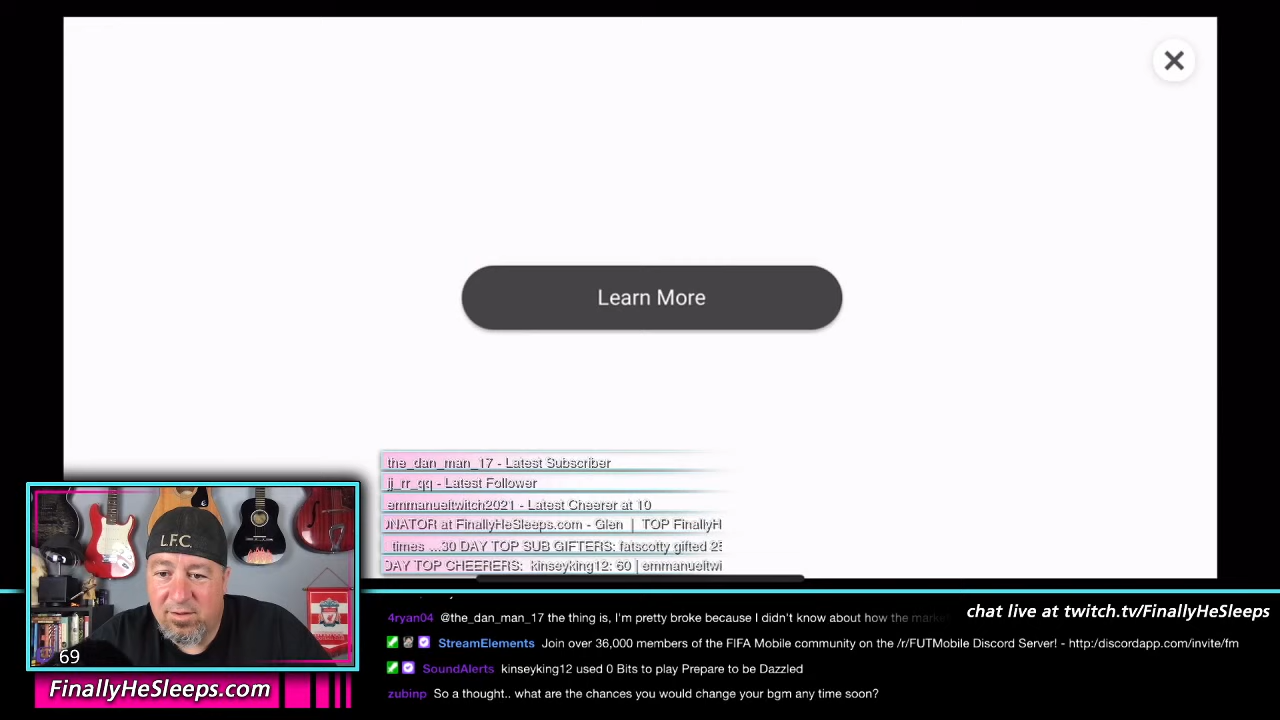 Learn More
the_dan_man_17 - Latest Subscriber
jj_rr_qq - Latest Follower
emmanueltwitch2021 - Latest Cheerer at 10
ONATOR at FinallyHeSleeps.com - Glen | TOP FinallyH
times ...30 DAY TOP SUB GIFTERS: fatscotty gifted 25
DAY TOP CHEERERS: kinseyking12: 60 | emmanueltwi
L.F.C.
69
FinallyHeSleeps.com
chat live at twitch.tv/FinallyHeSleeps
4ryan04 @the_dan_man_17 the thing is, I'm pretty broke because I didn't know about how the market
StreamElements Join over 36,000 members of the FIFA Mobile community on the /r/FUTMobile Discord Server! - http:/discordapp.com/invite/fm
SoundAlerts kinseyking12 used 0 Bits to play Prepare to be Dazzled
zubinp So a thought.. what are the chances you would change your bgm any time soon?